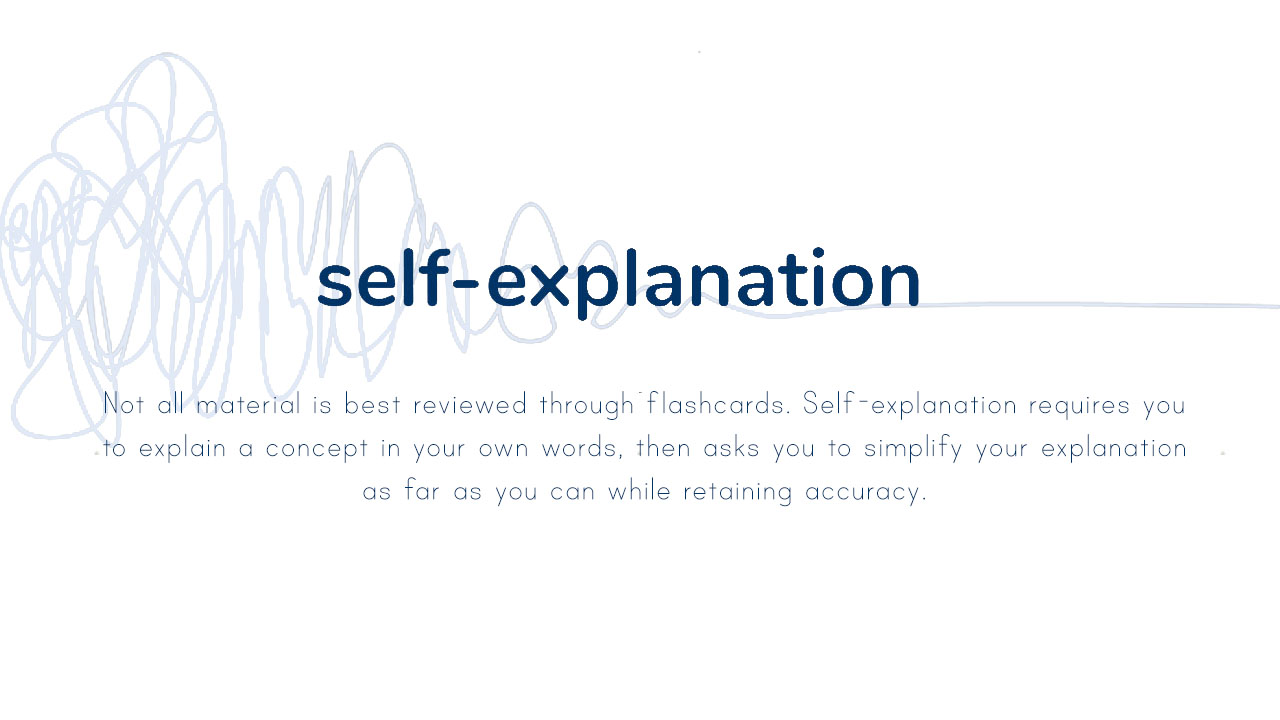 self-explanation
Not all material is best reviewed through flashcards. Self-explanation requires you
to explain a concept in your own words, then asks you to simplify your explanation
as far as you can while retaining accuracy.